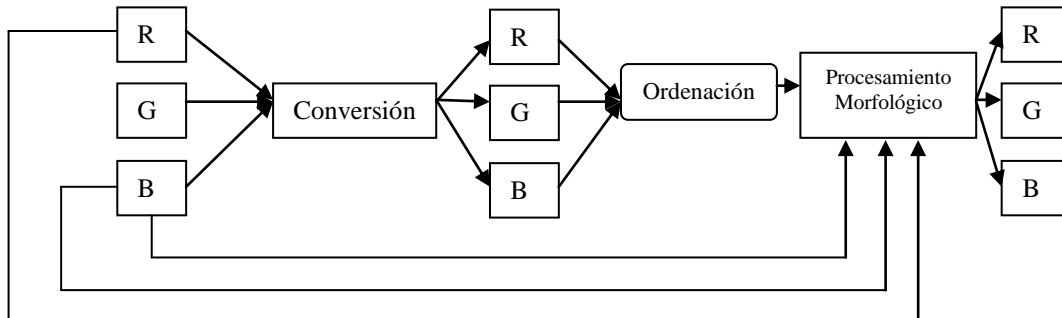 R
G
B
Conversión
R
G
B
Ordenación
Procesamiento
Morfológico
R
G
B